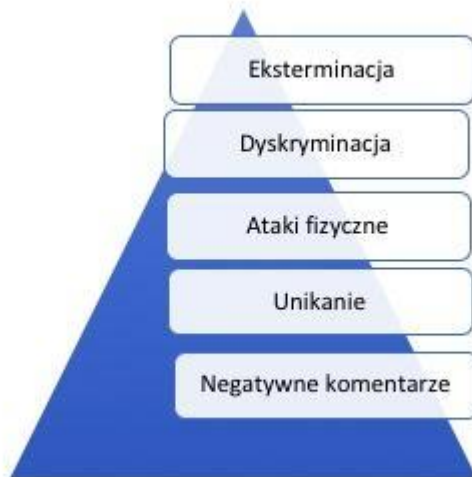 Eksterminacja
Dyskryminacja
Ataki fizyczne
Unikanie
Negatywne komentarze